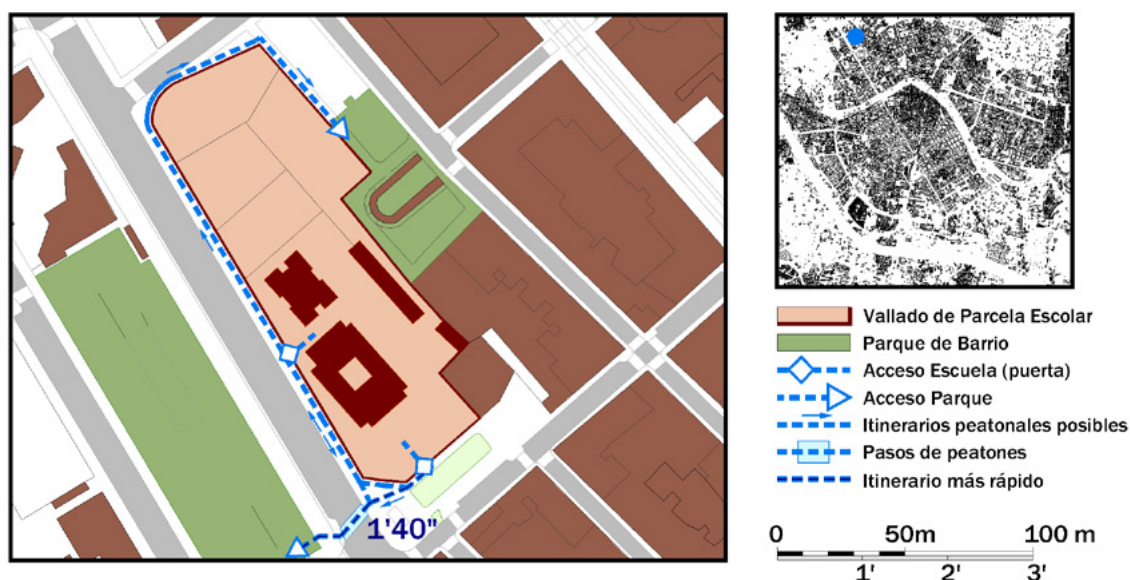 1'40"
Vallado de Parcela Escolar
Parque de Barrio
Acceso Escuela (puerta)
Acceso Parque
Itinerarios peatonales posibles
Pasos de peatones
Itinerario más rápido
0 50m 100 m
1' 2' 3'